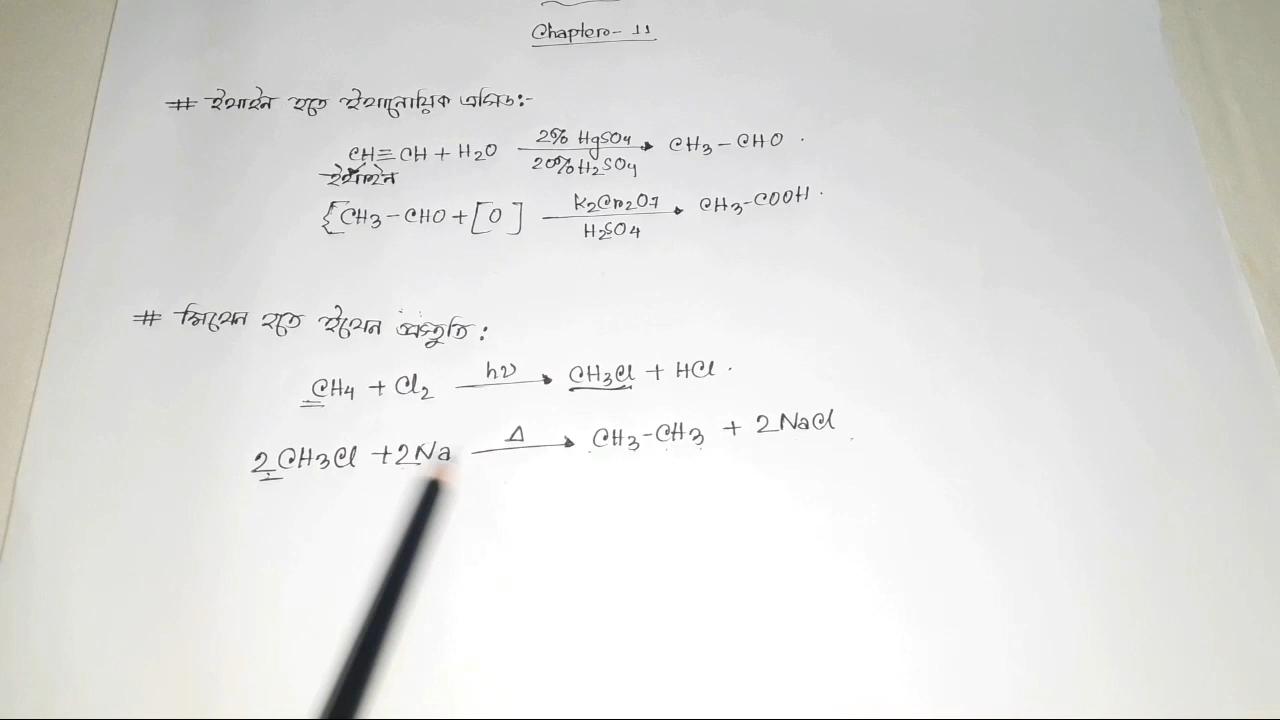 Chapter- 11
# ইথাইন হতে ইথানোয়িক এসিড:-
CH≡CH + H2O 2% HgSO4 20% H2SO4 → CH3-CHO.
ইথাইন
{CH3-CHO + [O] K2Cr2O7 H2SO4 → CH3-COOH.
# মিথেন হতে ইথেন প্রস্তুতি:
CH4 + Cl2 hν → CH3Cl + HCl.
2CH3Cl + 2Na Δ → CH3-CH3 + 2NaCl